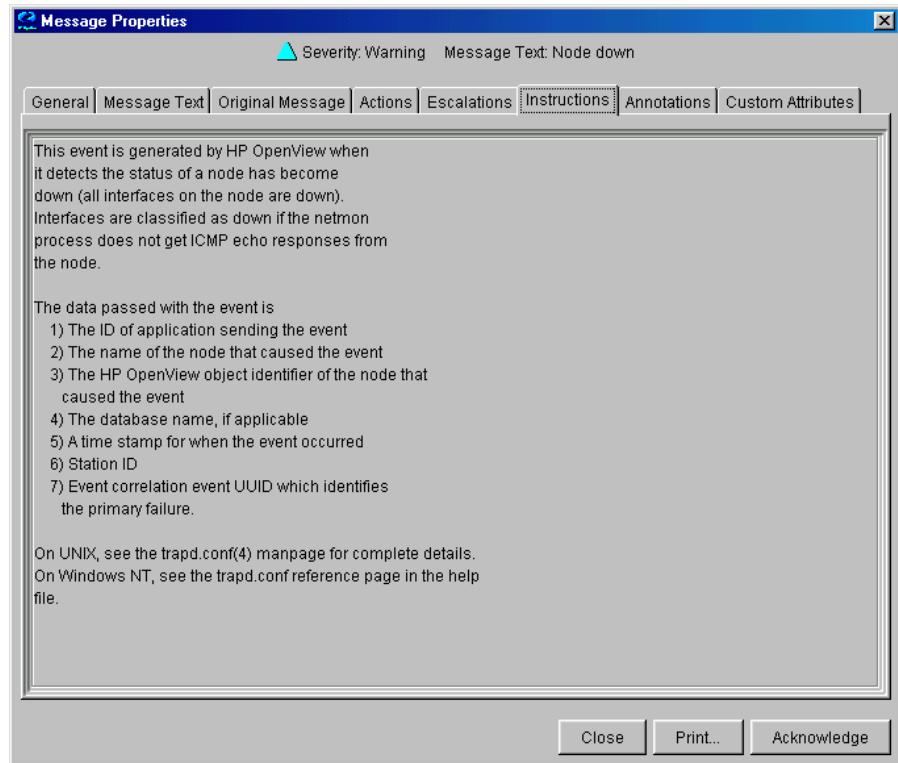 Message Properties
Severity: Warning Message Text: Node down
General Message Text Original Message Actions Escalations Instructions Annotations Custom Attributes
This event is generated by HP OpenView when
it detects the status of a node has become
down (all interfaces on the node are down).
Interfaces are classified as down if the netmon
process does not get ICMP echo responses from
the node.
The data passed with the event is
1) The ID of application sending the event
2) The name of the node that caused the event
3) The HP OpenView object identifier of the node that
caused the event
4) The database name, if applicable
5) A time stamp for when the event occurred
6) Station ID
7) Event correlation event UUID which identifies
the primary failure.
On UNIX, see the trapd.conf(4) manpage for complete details.
On Windows NT, see the trapd.conf reference page in the help
file.
Close Print... Acknowledge